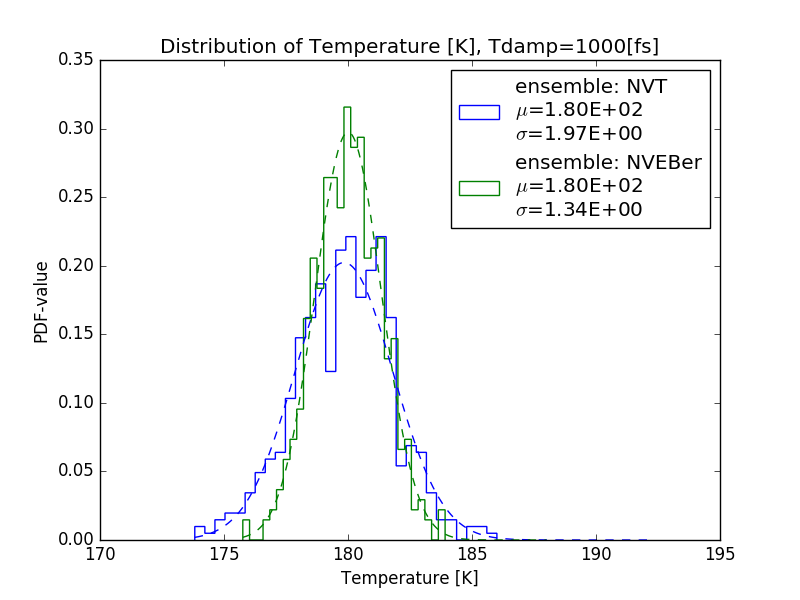 Distribution of Temperature [K], Tdamp=1000[fs]
0.35
0.30
0.25
0.20
0.15
0.10
0.05
0.00
PDF-value
ensemble: NVT
μ=1.80E+02
σ=1.97E+00
ensemble: NVEBer
μ=1.80E+02
σ=1.34E+00
170
175
180
185
190
195
Temperature [K]